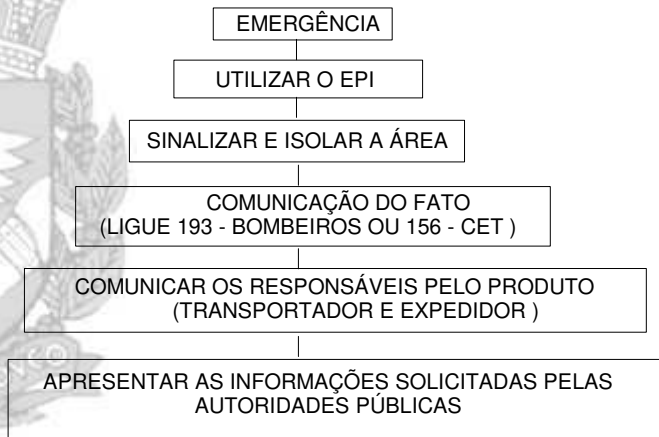 EMERGÊNCIA
UTILIZAR O EPI
SINALIZAR E ISOLAR A ÁREA
COMUNICAÇÃO DO FATO
(LIGUE 193 - BOMBEIROS OU 156 - CET )
COMUNICAR OS RESPONSÁVEIS PELO PRODUTO
(TRANSPORTADOR E EXPEDIDOR )
APRESENTAR AS INFORMAÇÕES SOLICITADAS PELAS
AUTORIDADES PÚBLICAS